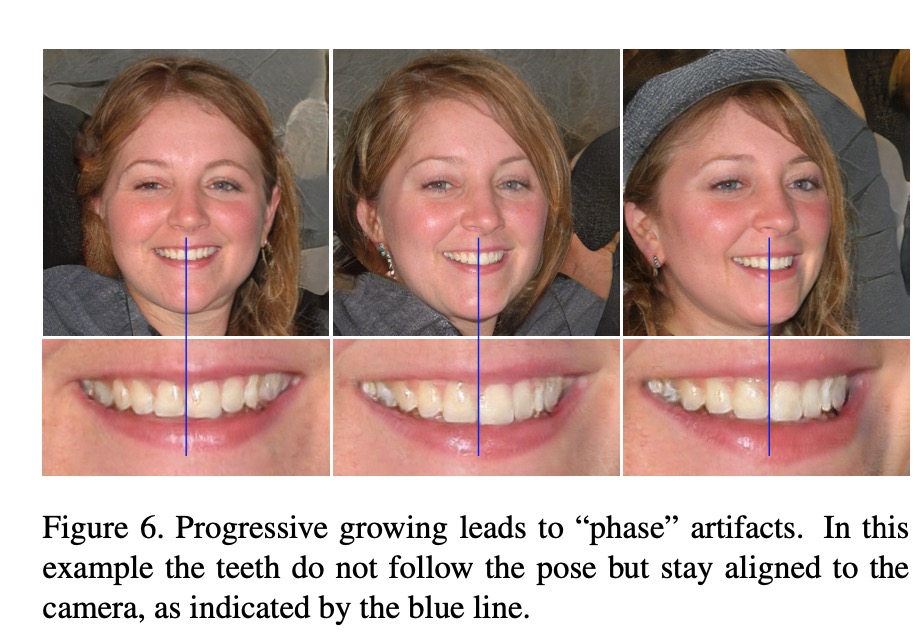 Figure 6. Progressive growing leads to “phase” artifacts. In this
example the teeth do not follow the pose but stay aligned to the
camera, as indicated by the blue line.